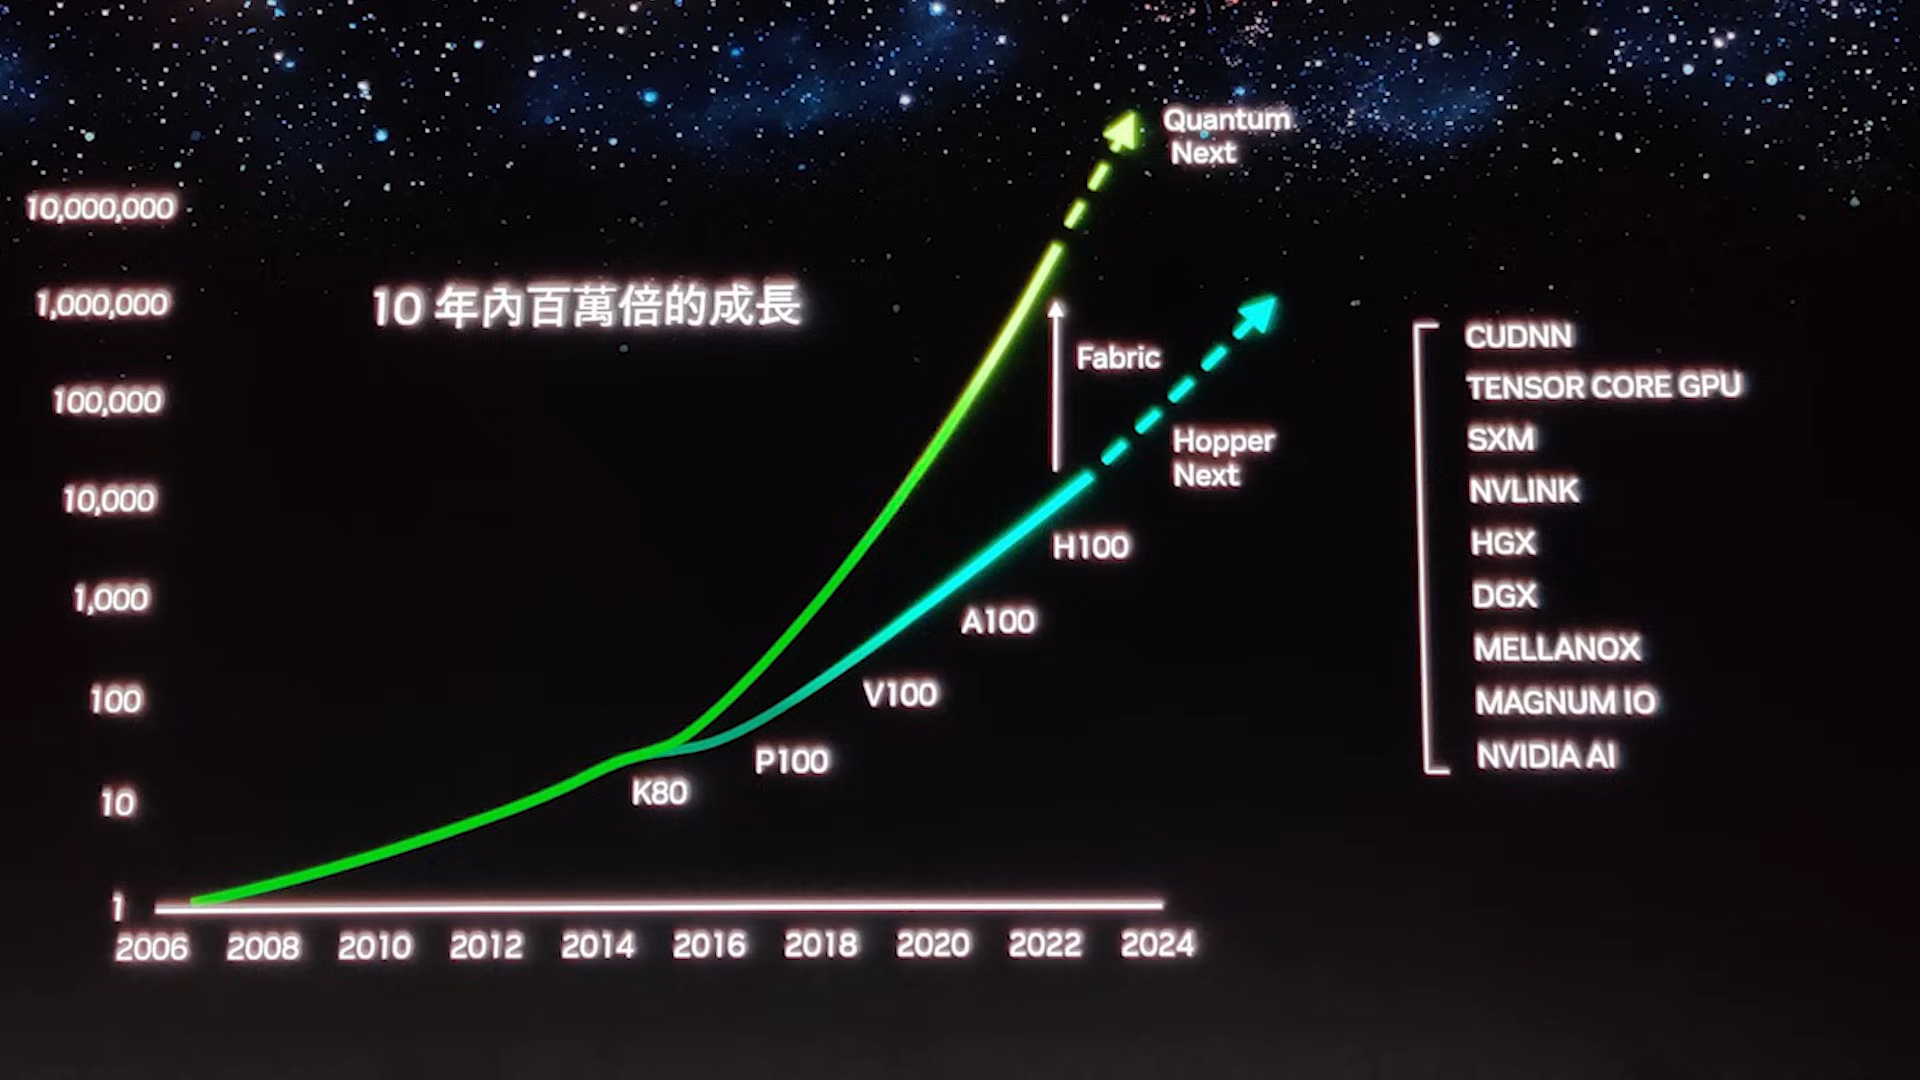 Quantum
Next
10,000,000
10 年內百萬倍的成長
1,000,000
Fabric
100,000
Hopper
Next
10,000
H100
1,000
A100
100
V100
P100
K80
10
1
2006 2008 2010 2012 2014 2016 2018 2020 2022 2024
CUDNN
TENSOR CORE GPU
SXM
NVLINK
HGX
DGX
MELLANOX
MAGNUM IO
NVIDIA AI